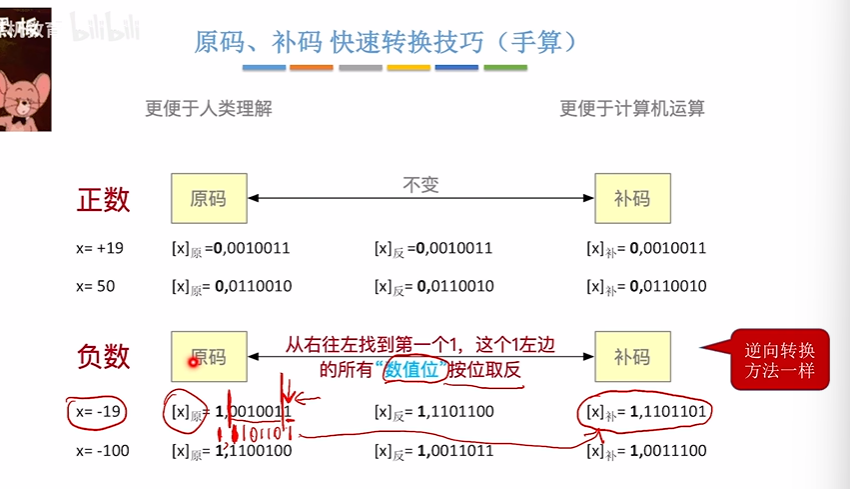 机教育 bilibili
原码、补码 快速转换技巧（手算）
更便于人类理解 更便于计算机运算
正数 原码 不变 补码
x= +19 [x]原=0,0010011 [x]反=0,0010011 [x]补= 0,0010011
x= 50 [x]原= 0,0110010 [x]反= 0,0110010 [x]补= 0,0110010
负数 原码 从右往左找到第一个1，这个1左边 补码 逆向转换
的所有“数值位”按位取反 方法一样
x= -19 [x]原= 1,0010011 [x]反= 1,1101100 [x]补= 1,1101101
x= -100 [x]原= 1,1100100 [x]反= 1,0011011 [x]补= 1,0011100